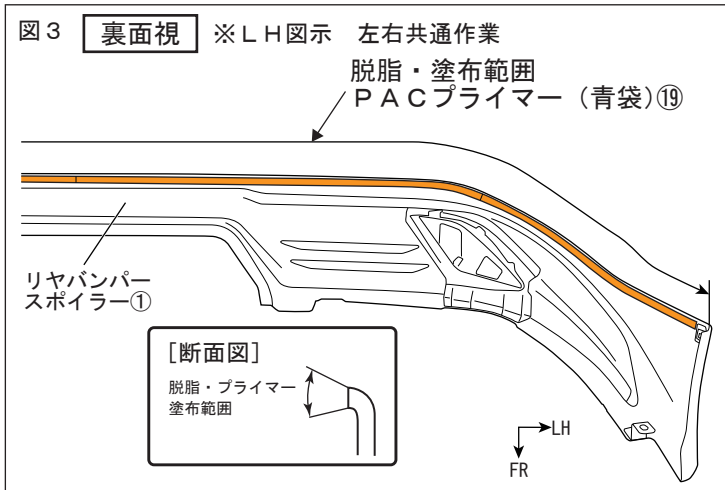 図3 裏面視 ※LH図示 左右共通作業
脱脂・塗布範囲
PACプライマー（青袋）⑲
リヤバンパー
スポイラー①
[断面図]
脱脂・プライマー
塗布範囲
LH
FR